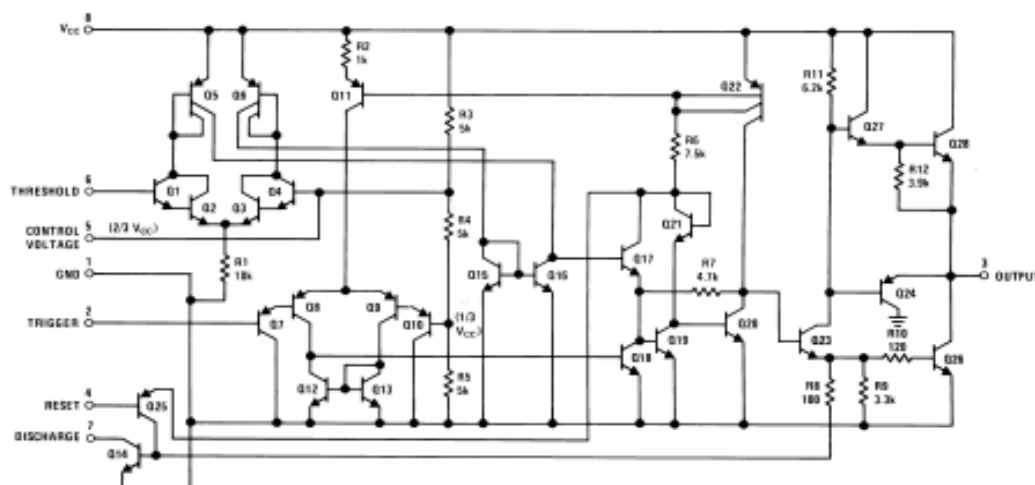 8
VCC
R2
1k
Q5
Q6
Q11
Q22
R11
6.2k
Q27
Q28
R3
5k
R6
7.5k
R12
3.9k
6
THRESHOLD
Q1
Q2
Q3
Q4
5
CONTROL
VOLTAGE
(2/3 VCC)
R4
5k
Q21
1
GND
R1
10k
Q15
Q16
Q17
R7
4.7k
3
OUTPUT
2
TRIGGER
Q7
Q8
Q9
Q10
(1/3
VCC)
Q18
Q19
Q20
Q23
Q24
R10
120
Q26
4
RESET
Q25
Q12
Q13
R5
5k
R8
100
R9
3.3k
7
DISCHARGE
Q14